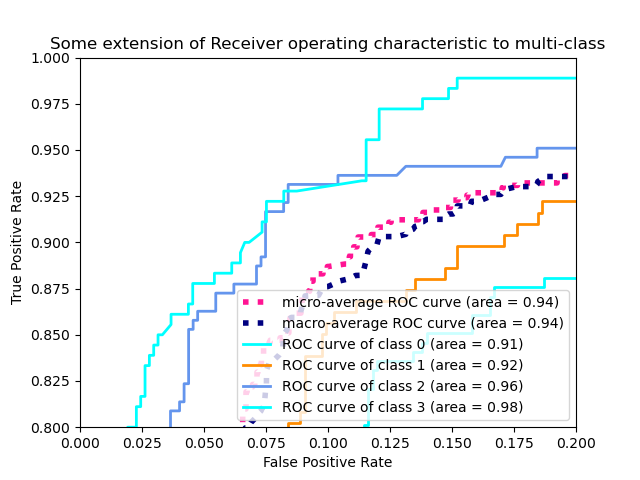 Some extension of Receiver operating characteristic to multi-class
1.000
0.975
0.950
0.925
0.900
0.875
0.850
0.825
0.800
True Positive Rate
micro-average ROC curve (area = 0.94)
macro-average ROC curve (area = 0.94)
ROC curve of class 0 (area = 0.91)
ROC curve of class 1 (area = 0.92)
ROC curve of class 2 (area = 0.96)
ROC curve of class 3 (area = 0.98)
0.000 0.025 0.050 0.075 0.100 0.125 0.150 0.175 0.200
False Positive Rate